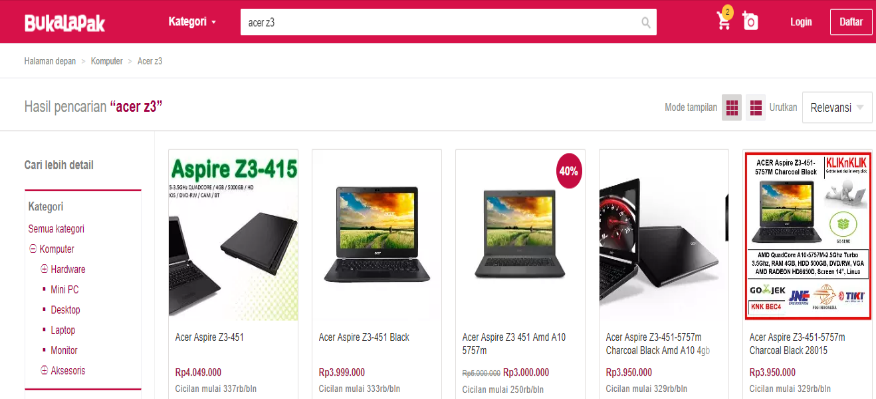 BukaLapak
Kategori
acer z3
2
Login
Daftar
Halaman depan > Komputer > Acer z3
Hasil pencarian “acer z3”
Mode tampilan
Urutkan
Relevansi
Cari lebih detail
Kategori
Semua kategori
Komputer
Hardware
Mini PC
Desktop
Laptop
Monitor
Aksesoris
Aspire Z3-415
DVD-RW / CAM / BT
Acer Aspire Z3-451
Rp4.049.000
Cicilan mulai 337rb/bln
Acer Aspire Z3-451 Black
Rp3.999.000
Cicilan mulai 333rb/bln
40%
Acer Aspire Z3 451 Amd A10
5757m
Rp5.000.000 Rp3.000.000
Cicilan mulai 250rb/bln
Acer Aspire Z3-451-5757m
Charcoal Black Amd A10 4gb
Rp3.950.000
Cicilan mulai 329rb/bln
ACER Aspire Z3-451-
5757M Charcoal Black
KLIKnKLIK
AMD QuadCore A10-5757M-2.5Ghz Turbo
3.5Ghz, RAM 4GB, HDD 500GB, DVD/RW, VGA
AMD RADEON HD8650G, Screen 14", Linux
GO-JEK
KNK BEC4
JNE
POS INDONESIA
TIKI
Acer Aspire Z3-451-5757m
Charcoal Black 28015
Rp3.950.000
Cicilan mulai 329rb/bln